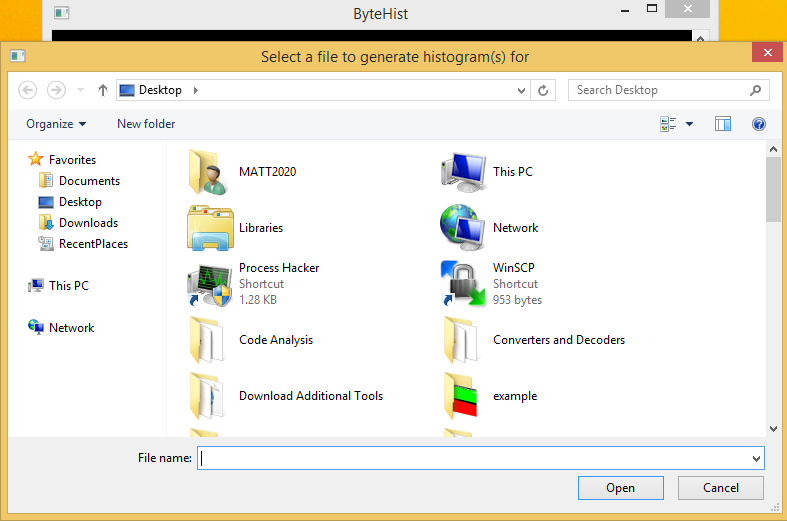 ByteHist
Select a file to generate histogram(s) for
Desktop
Search Desktop
Organize
New folder
Favorites
Documents
Desktop
Downloads
RecentPlaces
This PC
Network
MATT2020
This PC
Libraries
Network
Process Hacker
Shortcut
1.28 KB
WinSCP
Shortcut
953 bytes
Code Analysis
Converters and Decoders
Download Additional Tools
example
File name:
Open
Cancel